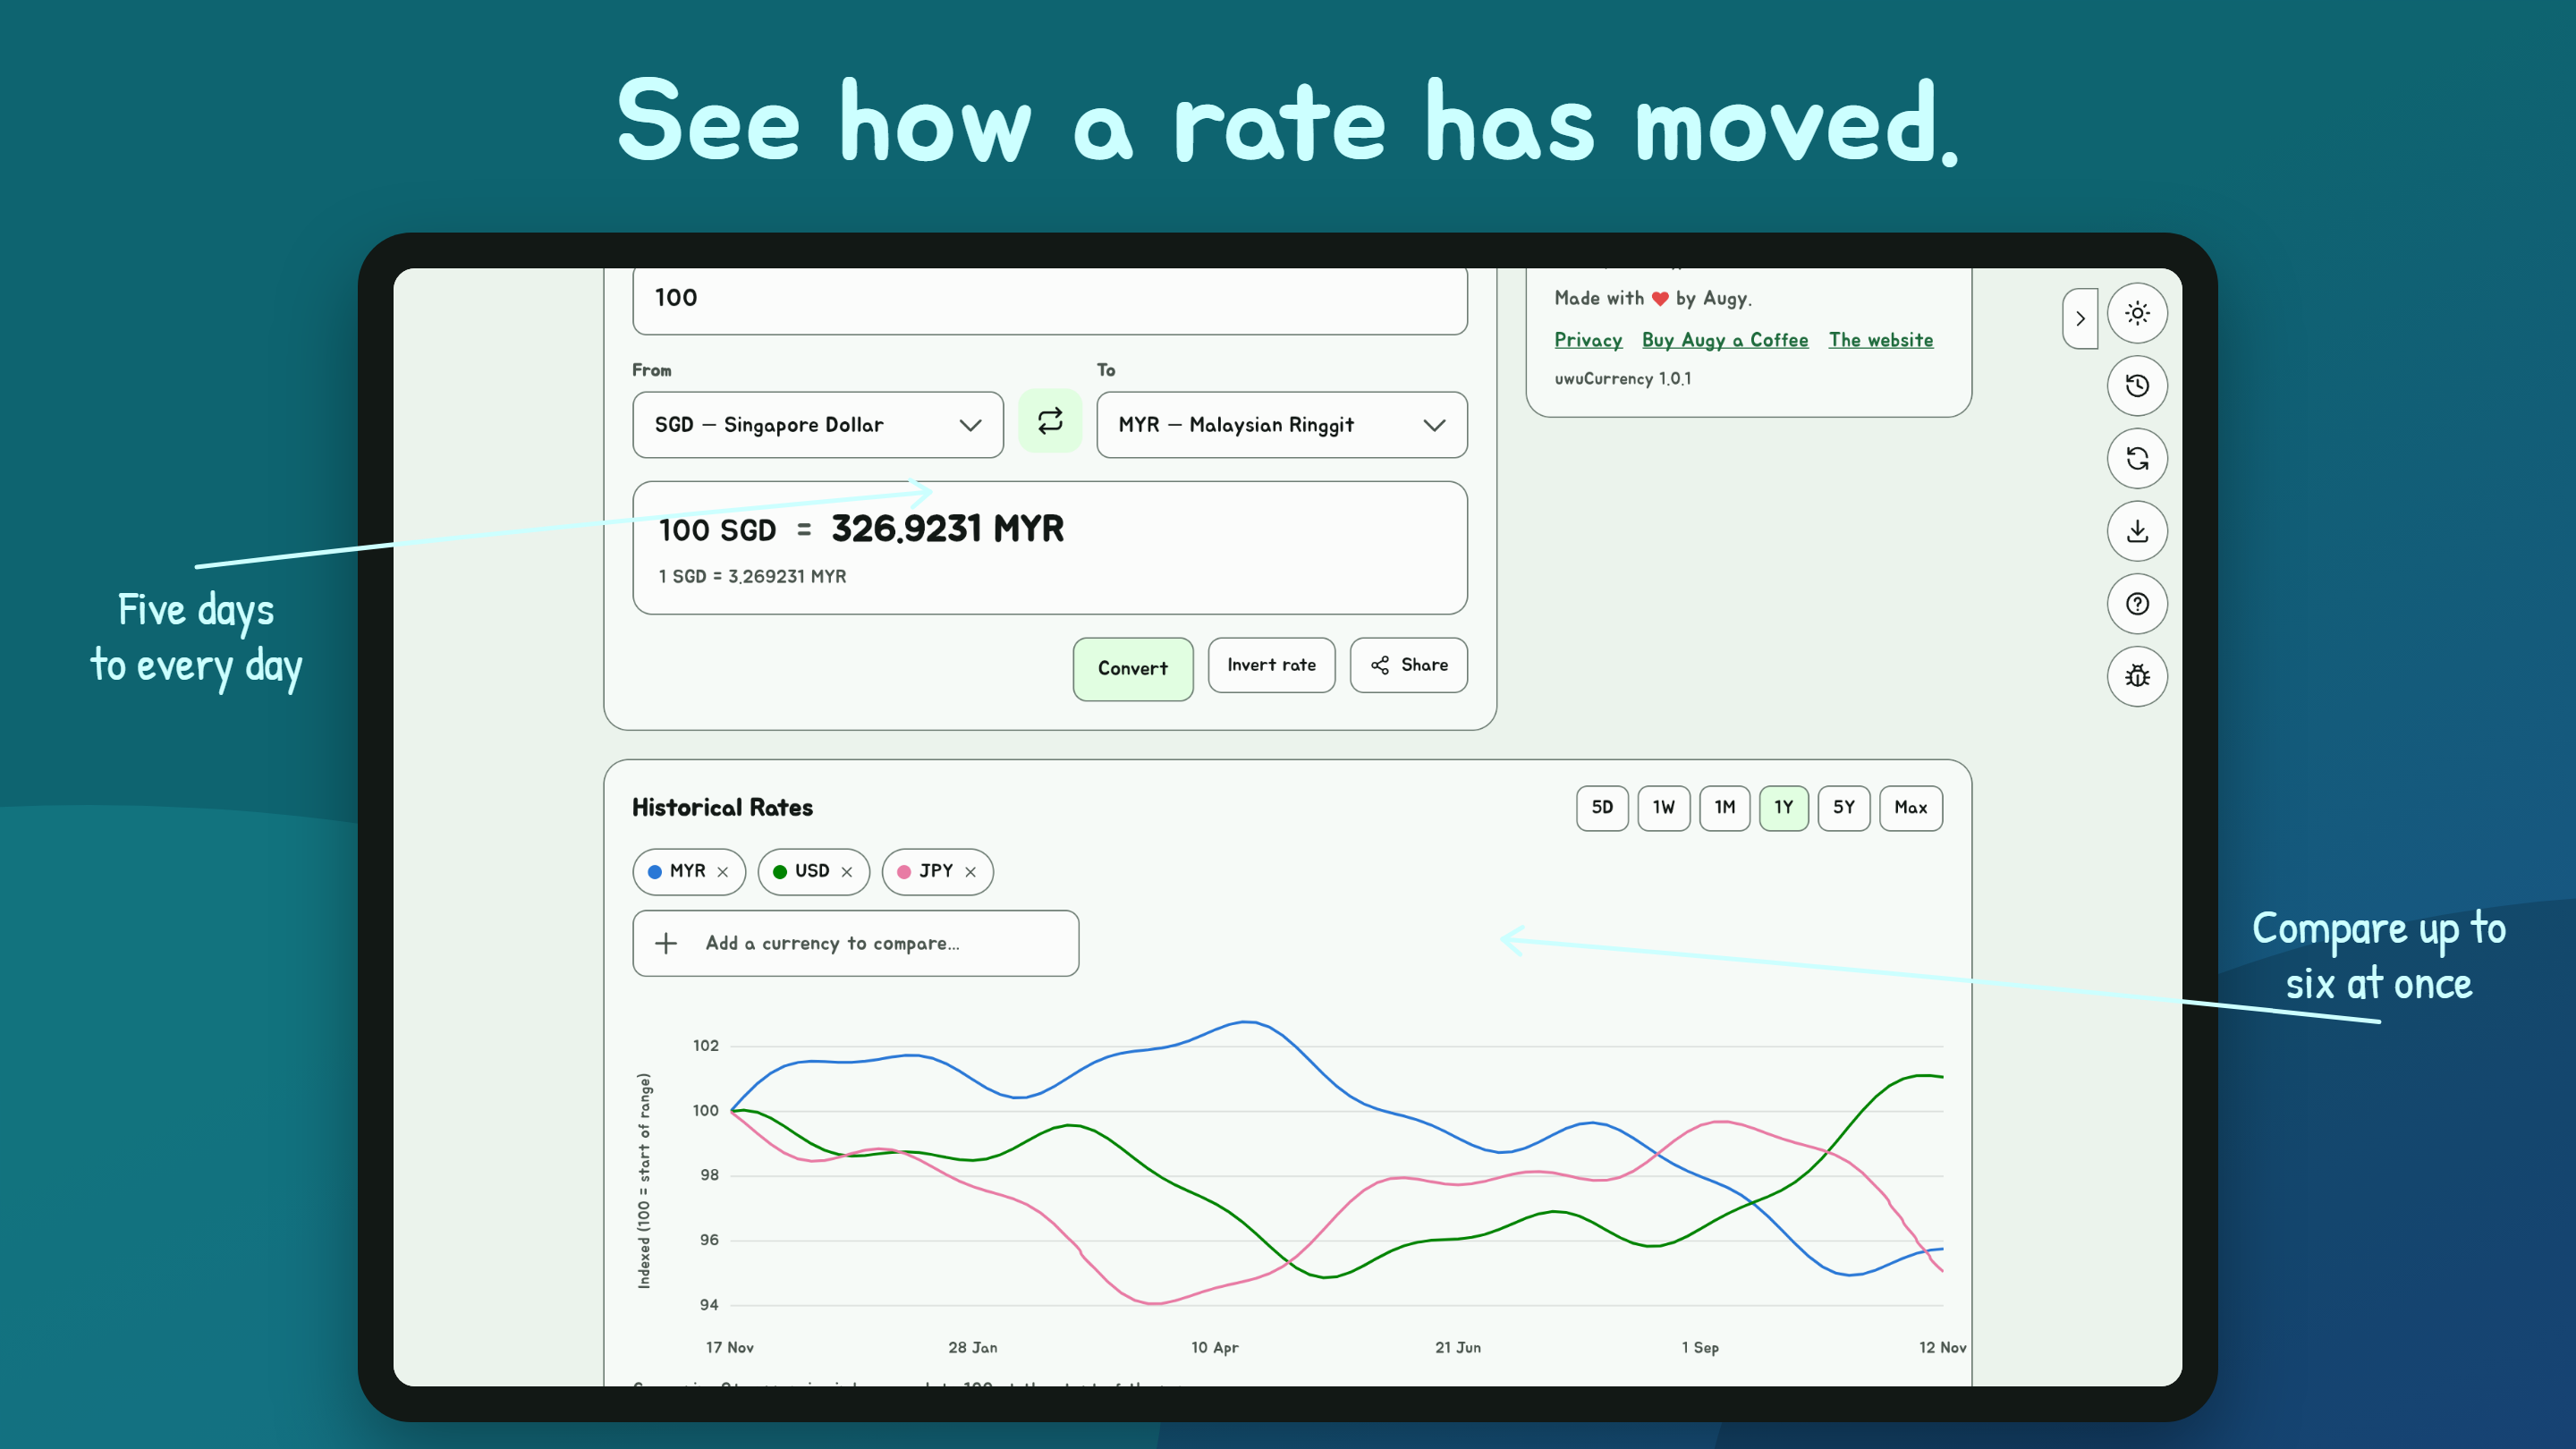 See how a rate has moved.
100
From
To
SGD — Singapore Dollar
MYR — Malaysian Ringgit
100 SGD = 326.9231 MYR
1 SGD = 3.269231 MYR
Convert
Invert rate
Share
Made with ❤ by Augy.
Privacy Buy Augy a Coffee The website
uwuCurrency 1.0.1
Five days
to every day
Historical Rates
5D 1W 1M 1Y 5Y Max
MYR × USD × JPY ×
+ Add a currency to compare...
Compare up to
six at once
Indexed (100 = start of range)
102
100
98
96
94
17 Nov 28 Jan 10 Apr 21 Jun 1 Sep 12 Nov